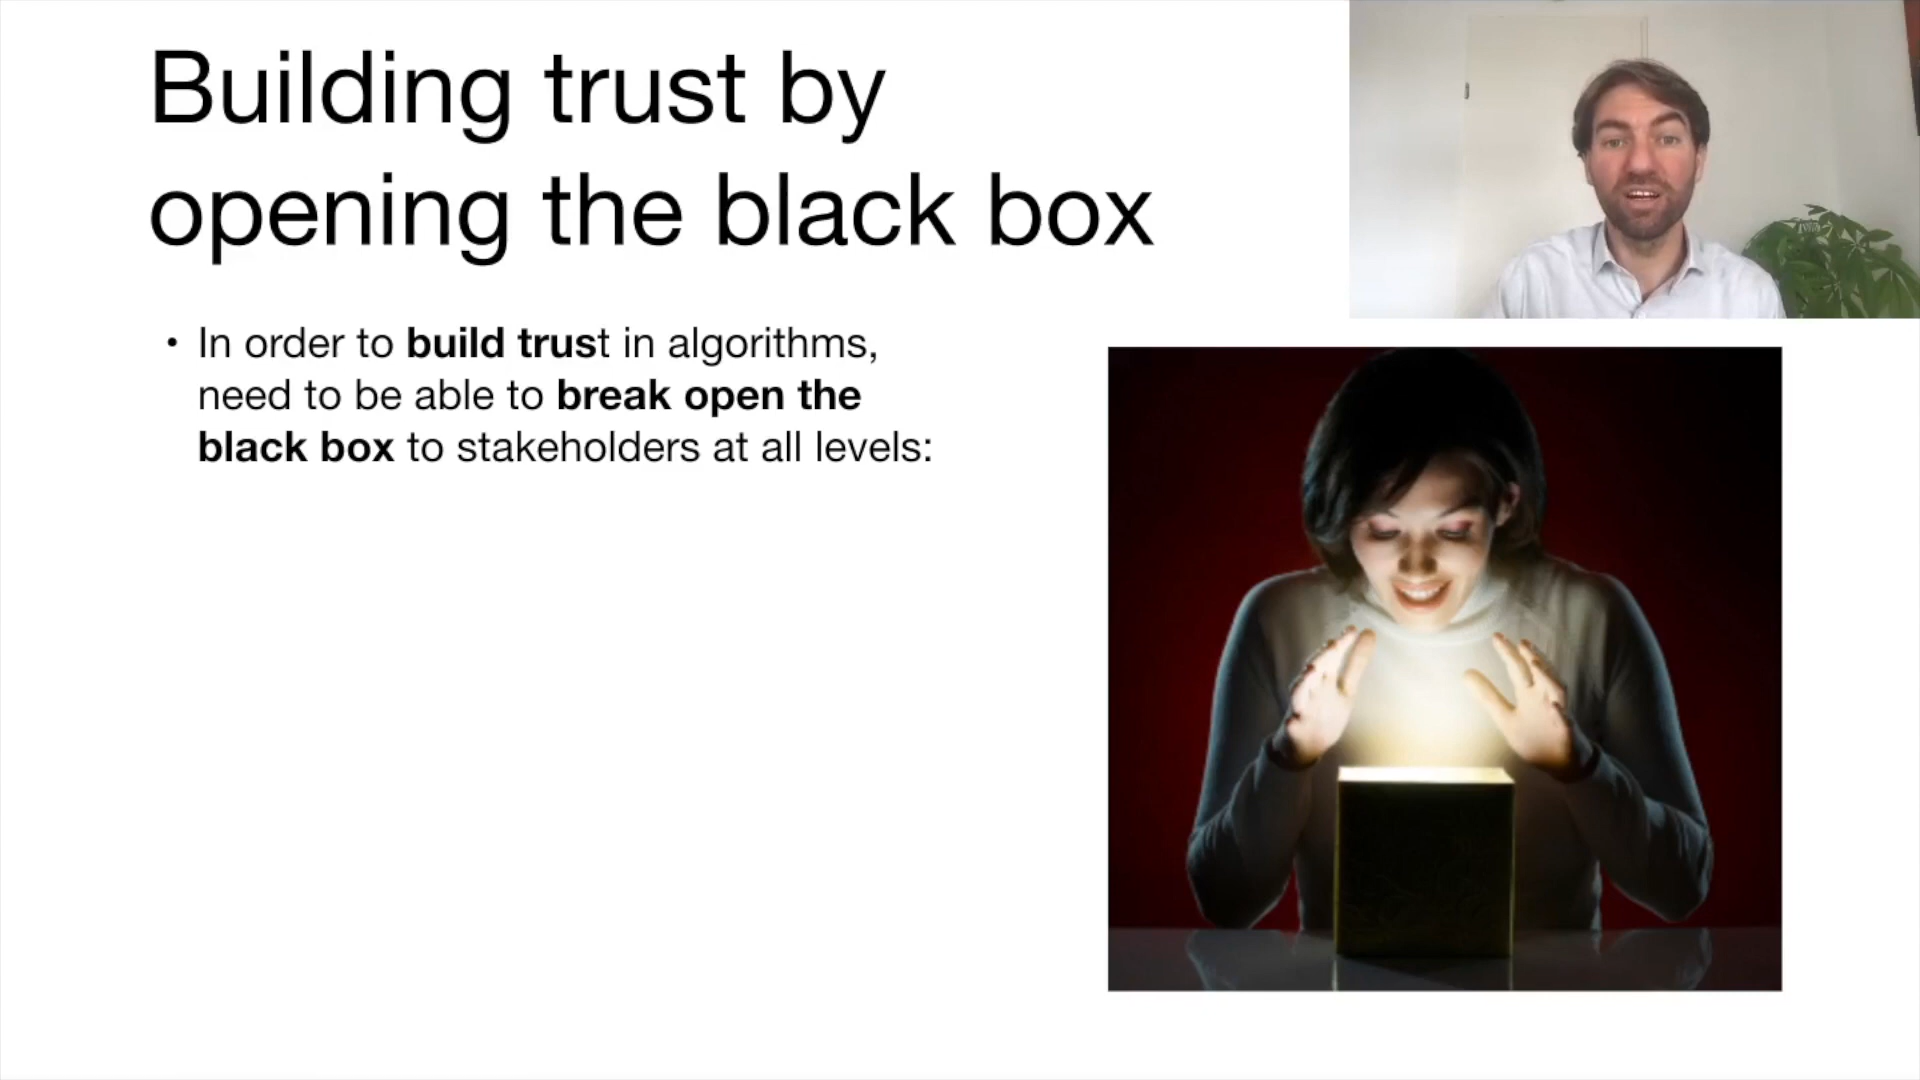 Building trust by
opening the black box
• In order to build trust in algorithms,
need to be able to break open the
black box to stakeholders at all levels: